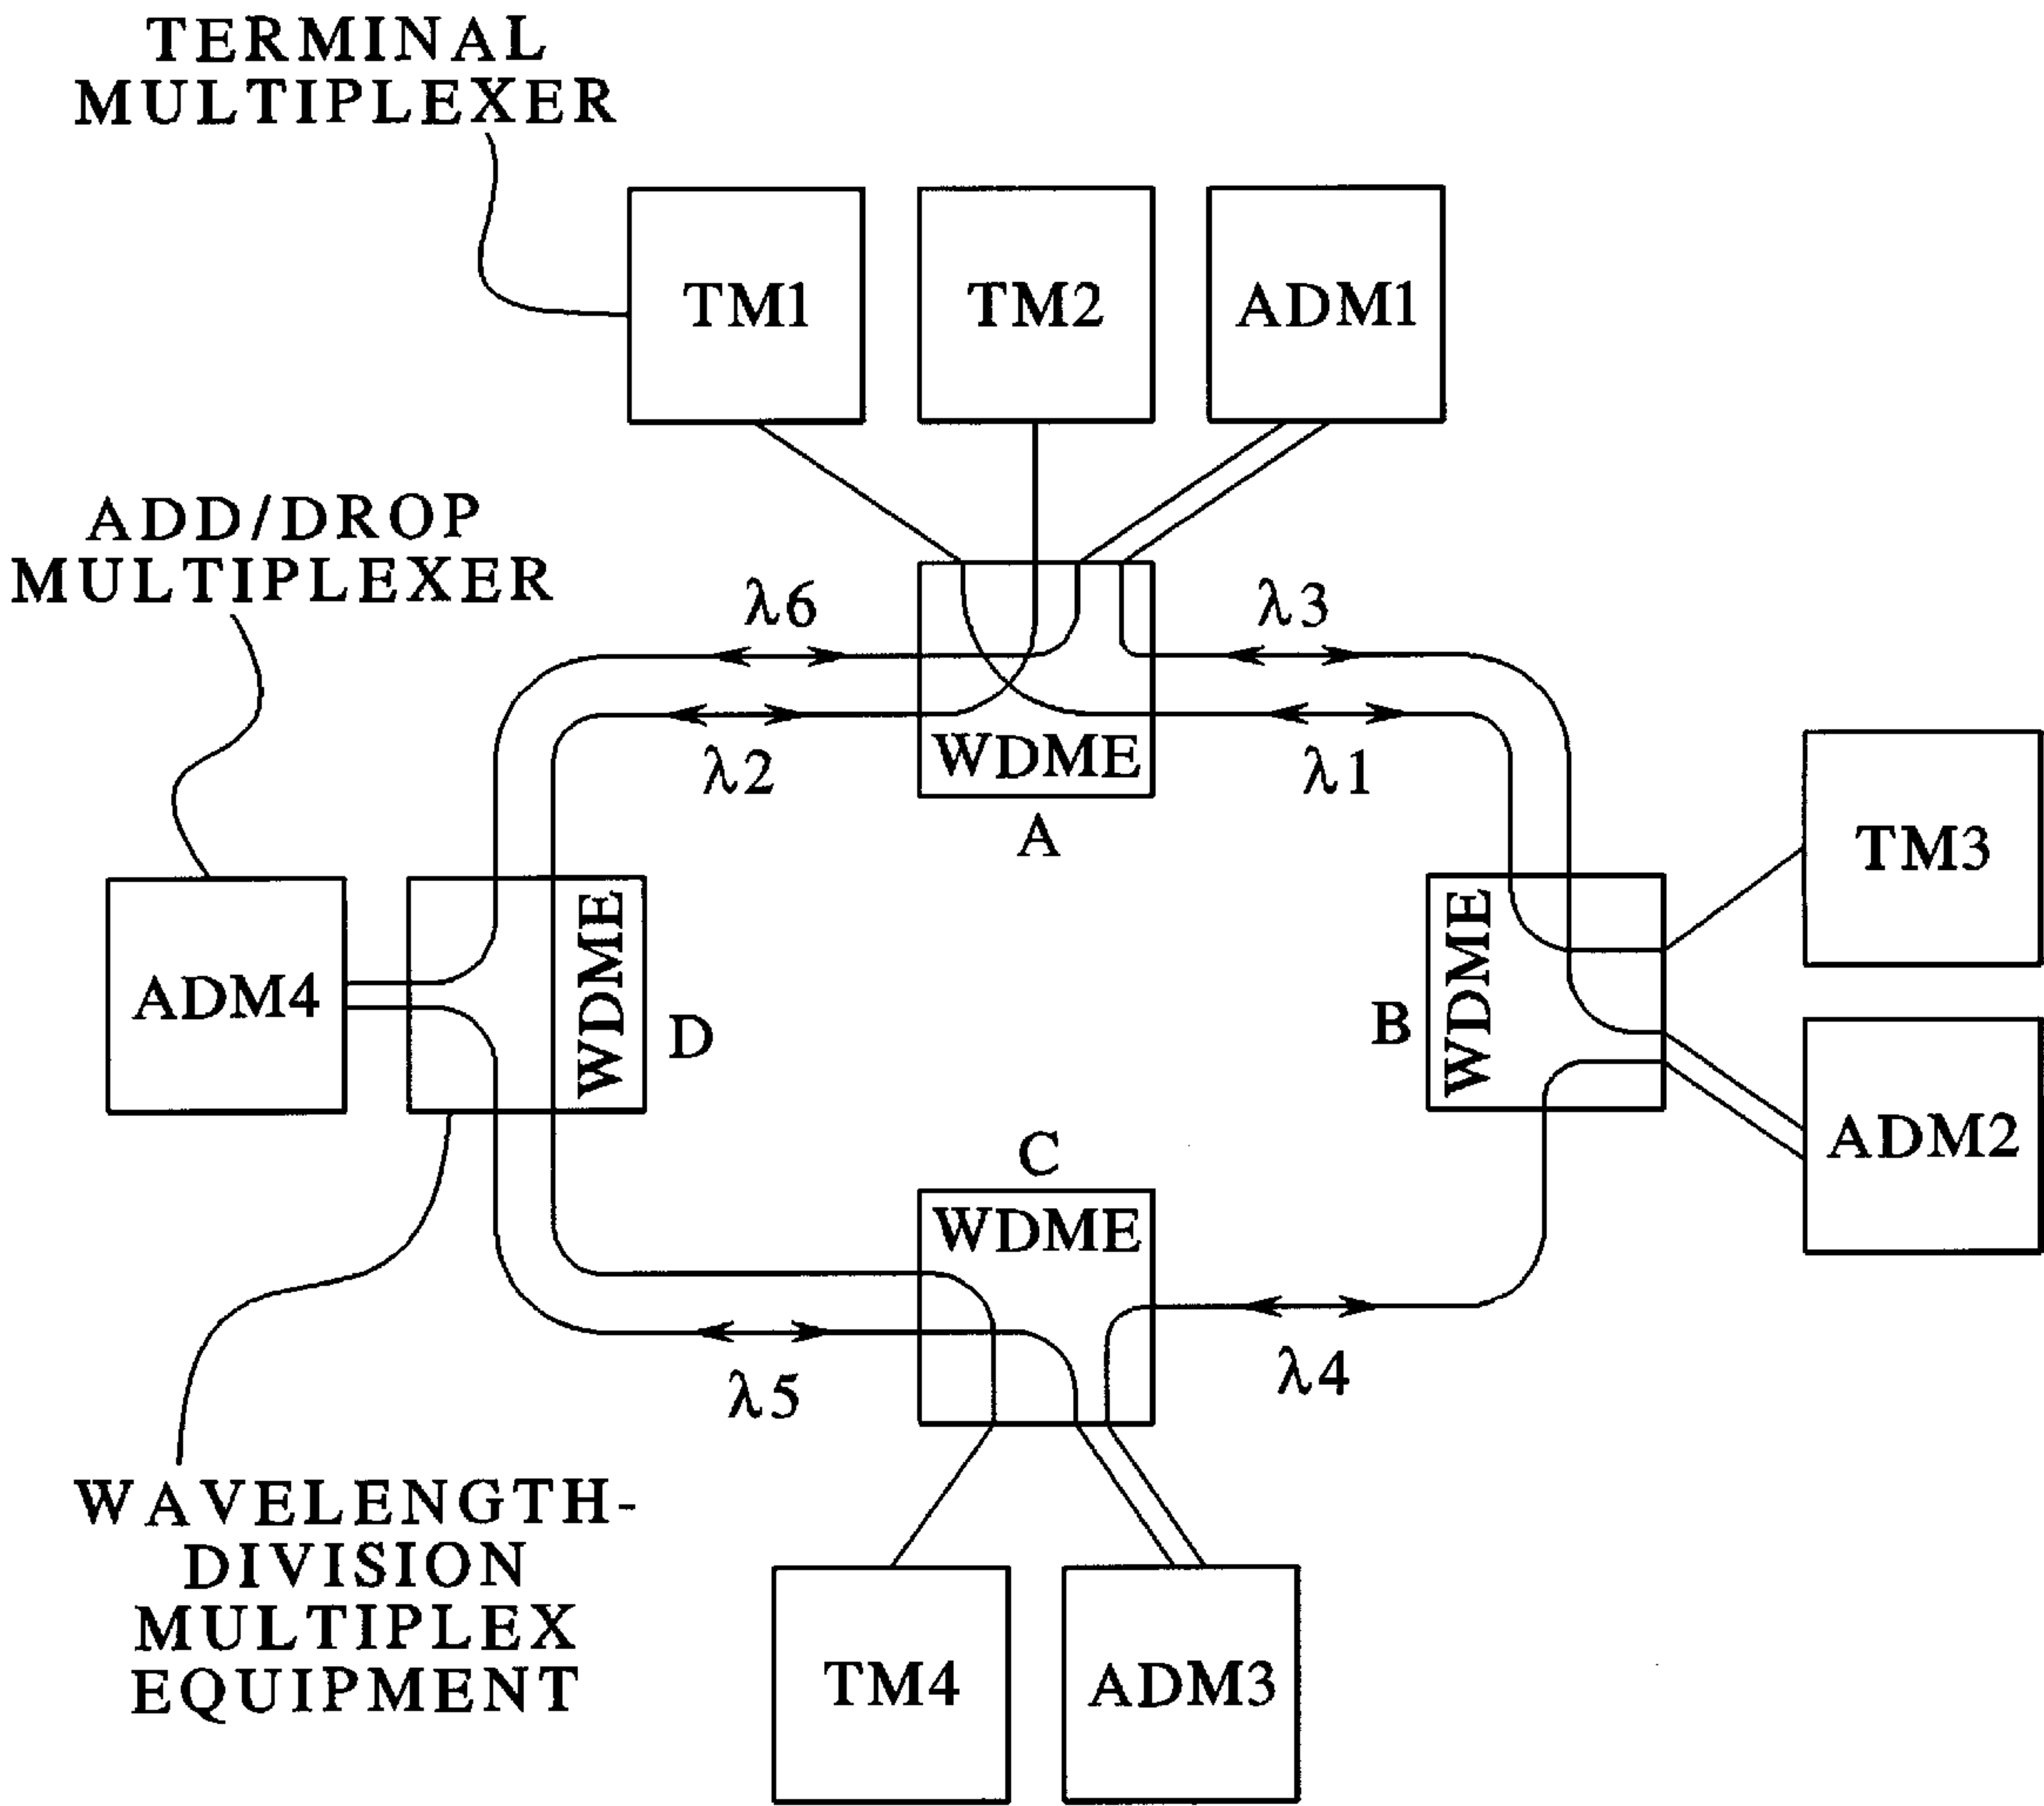 TERMINAL
MULTIPLEXER
TM1
TM2
ADM1
ADD/DROP
MULTIPLEXER
λ6
λ3
λ2
WDME
λ1
A
TM3
ADM4
WDME
D
B
WDME
ADM2
C
WDME
λ5
λ4
WAVELENGTH-
DIVISION
MULTIPLEX
EQUIPMENT
TM4
ADM3